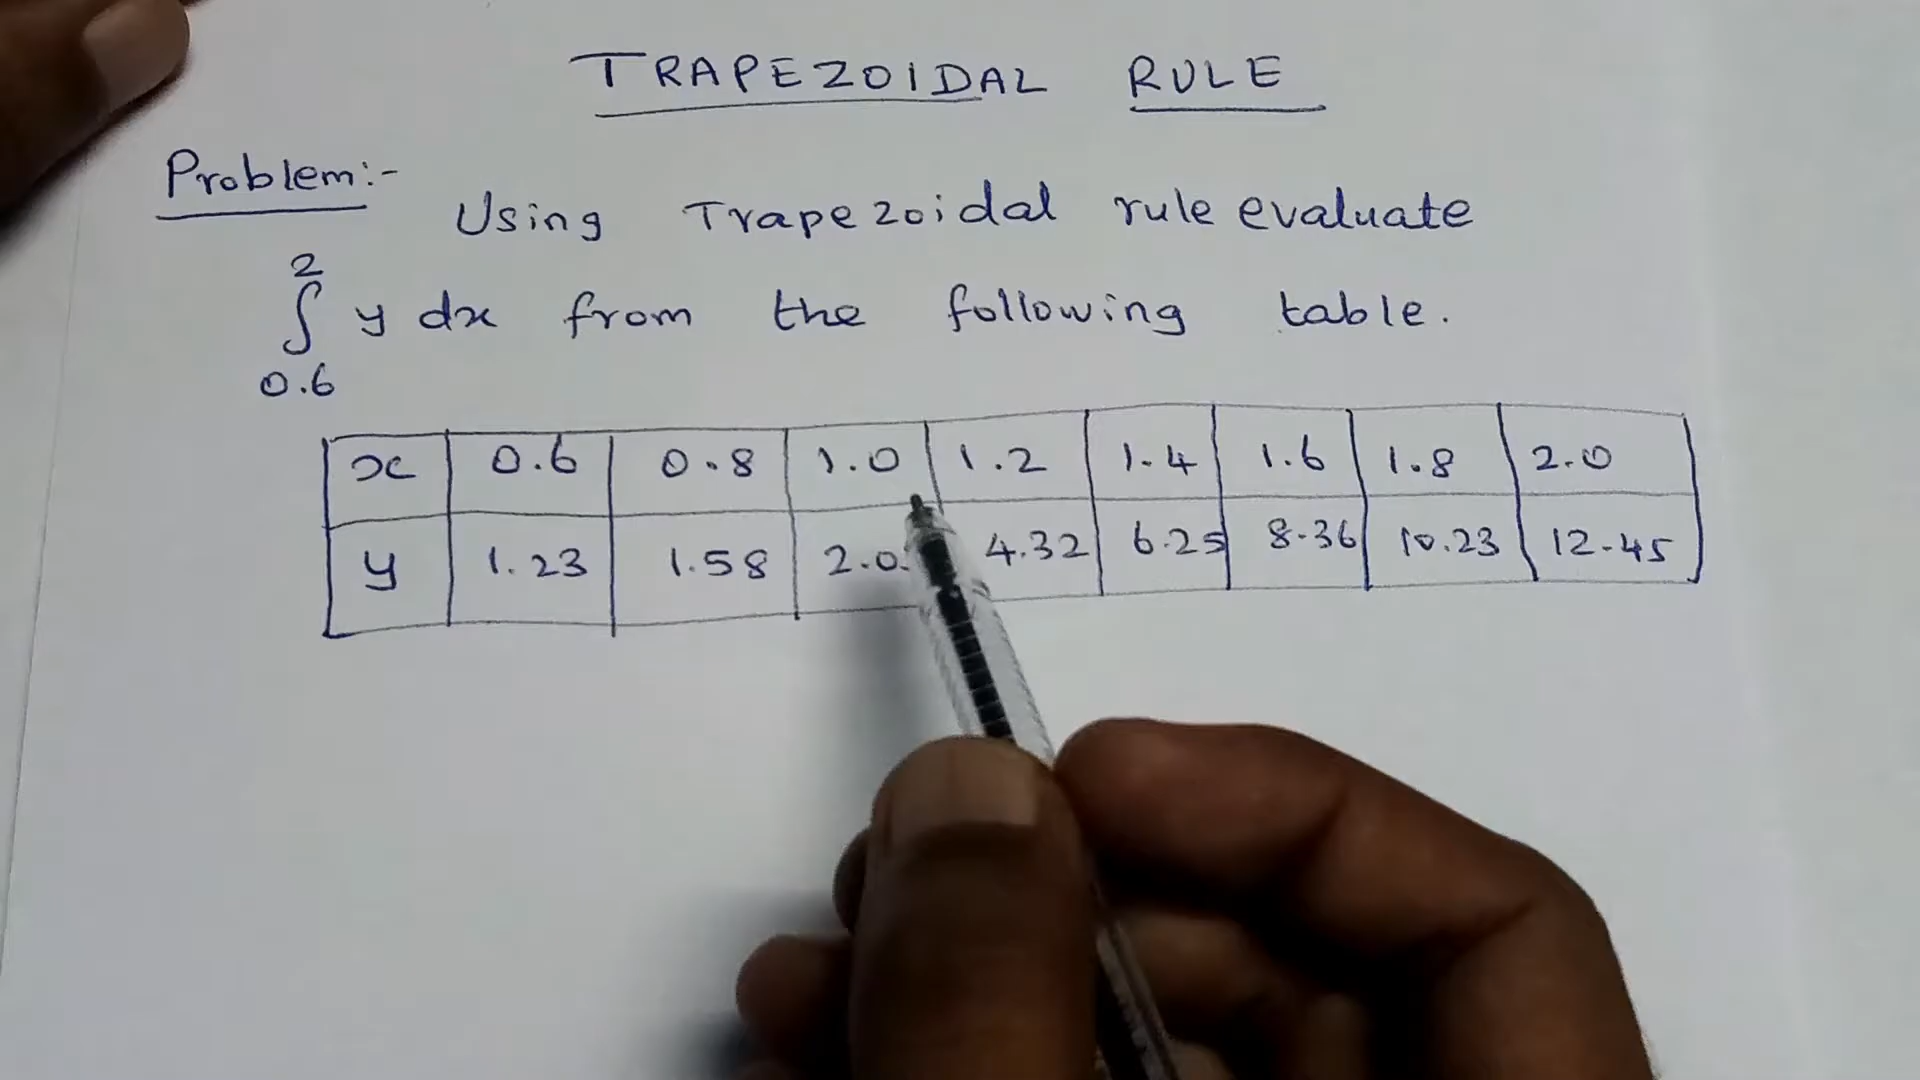 TRAPEZOIDAL RULE
Problem:-
Using Trapezoidal rule evaluate
∫ y dx from the following table.
2
0.6
x 0.6 0.8 1.0 1.2 1.4 1.6 1.8 2.0
y 1.23 1.58 4.32 6.25 8.36 10.23 12.45